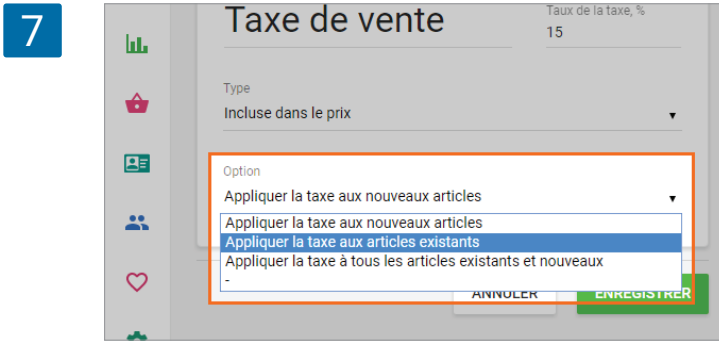 7
Taxe de vente
Taux de la taxe, %
15
Type
Incluse dans le prix
Option
Appliquer la taxe aux nouveaux articles
Appliquer la taxe aux nouveaux articles
Appliquer la taxe aux articles existants
Appliquer la taxe à tous les articles existants et nouveaux
-
ANNULER
ENREGISTRER